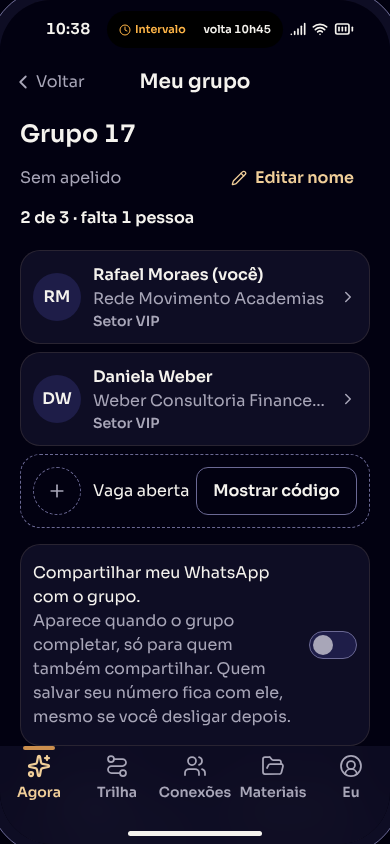 10:38
Intervalo volta 10h45
Voltar
Meu grupo
Grupo 17
Sem apelido
Editar nome
2 de 3 · falta 1 pessoa
RM
Rafael Moraes (você)
Rede Movimento Academias
Setor VIP
DW
Daniela Weber
Weber Consultoria Finance...
Setor VIP
Vaga aberta
Mostrar código
Compartilhar meu WhatsApp
com o grupo.
Aparece quando o grupo
completar, só para quem
também compartilhar. Quem
salvar seu número fica com ele,
mesmo se você desligar depois.
Agora
Trilha
Conexões
Materiais
Eu